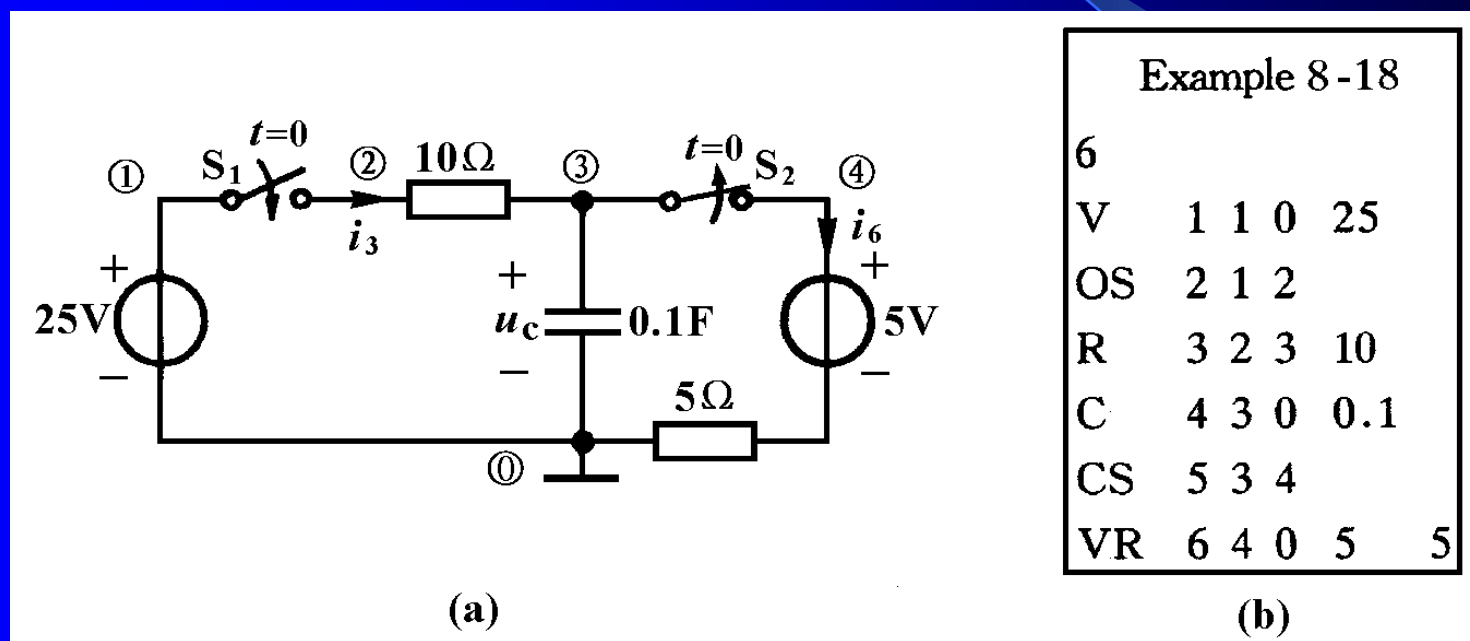 t=0
S₁
①
② 10Ω
③
t=0
S₂
④
i₃
i₆
+
25V
−
+
u_c
0.1F
−
+
5V
−
5Ω
⓪
(a)
Example 8-18
6
V 1 1 0 25
OS 2 1 2
R 3 2 3 10
C 4 3 0 0.1
CS 5 3 4
VR 6 4 0 5 5
(b)